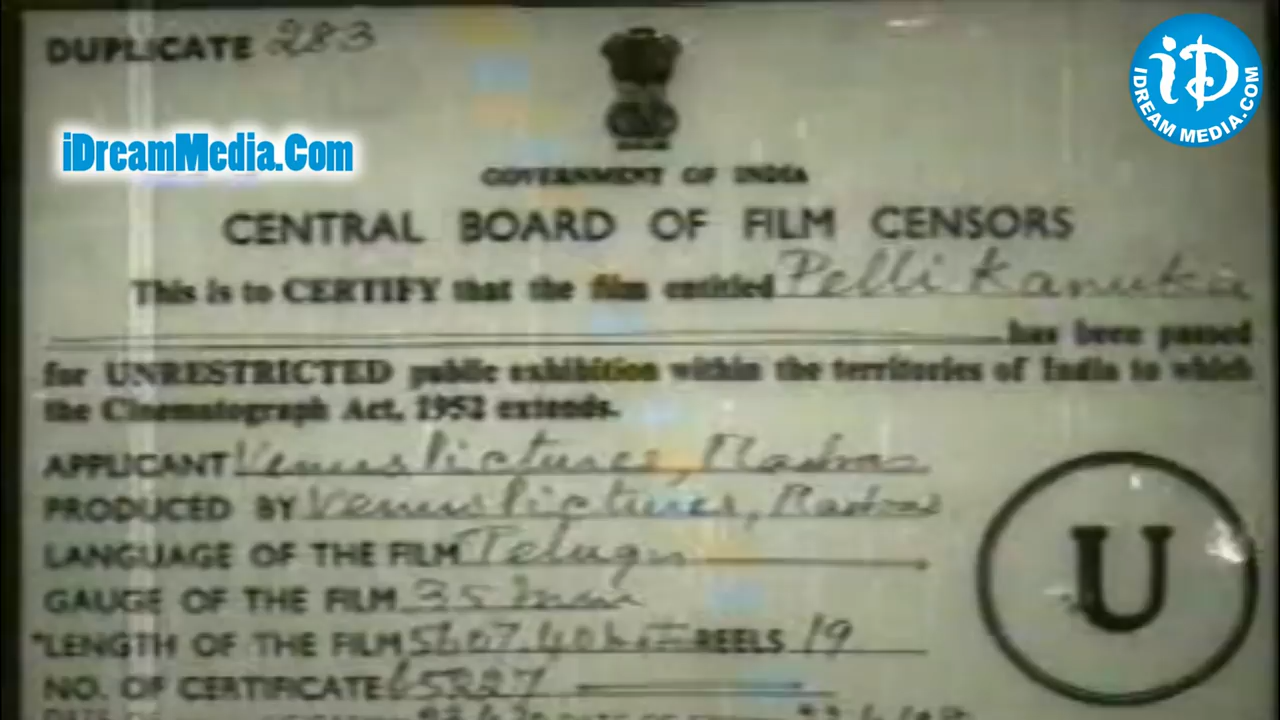 DUPLICATE 283
iD
IDREAM MEDIA.COM
iDreamMedia.Com
GOVERNMENT OF INDIA
CENTRAL BOARD OF FILM CENSORS
This is to CERTIFY that the film entitled Pelli Kanuka
has been passed
for UNRESTRICTED public exhibition within the territories of India to which
the Cinematograph Act, 1952 extends.
APPLICANT Venus Pictures, Madras
PRODUCED BY Venus Pictures, Madras
LANGUAGE OF THE FILM Telugu
GAUGE OF THE FILM 35 mm
*LENGTH OF THE FILM 5607.40 REELS 19
NO. OF CERTIFICATE 65227
U